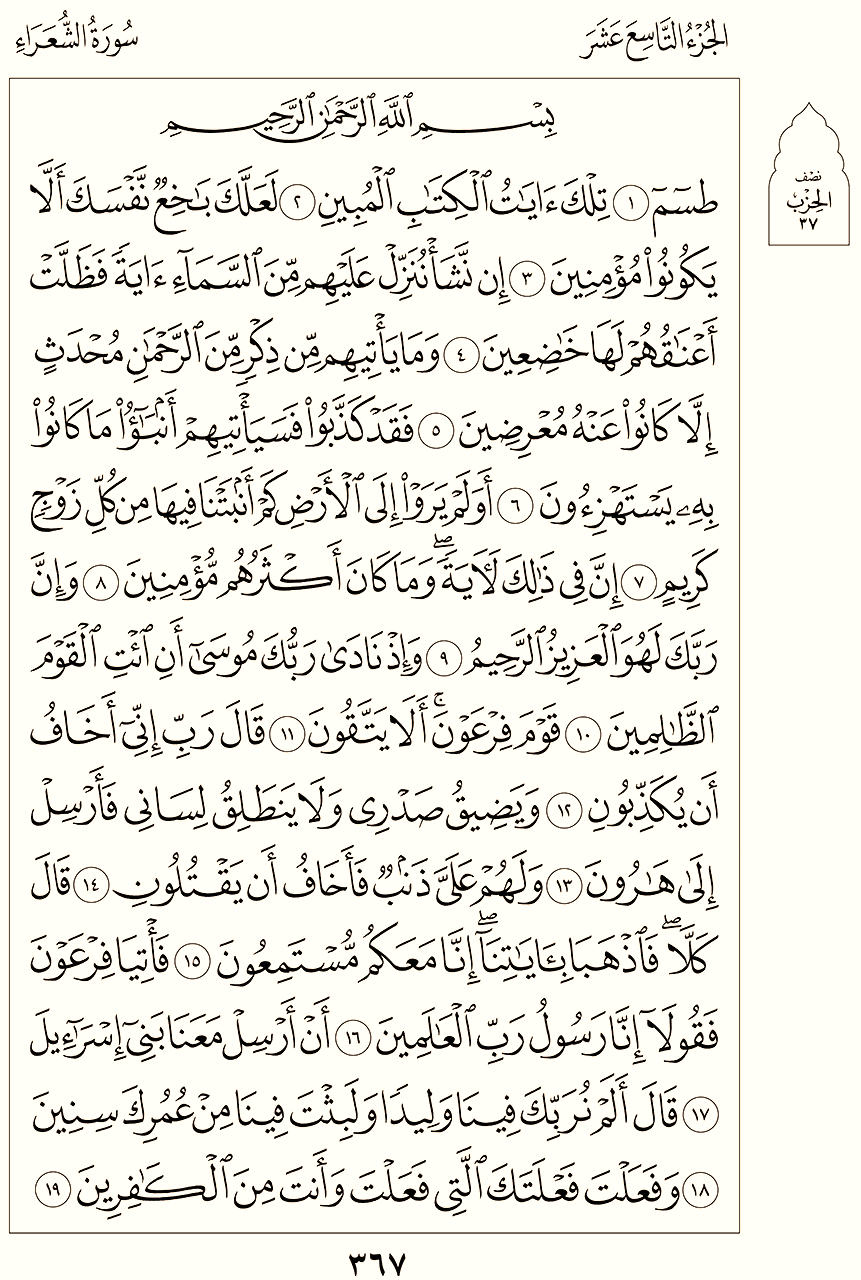 الجُزْءُ التَّاسِعَ عَشَرَ
سُورَةُ الشُّعَرَاءِ
نصف
الحزب
٣٧
بِسْمِ ٱللَّهِ ٱلرَّحْمَٰنِ ٱلرَّحِيمِ
طسٓمٓ ١ تِلْكَ ءَايَٰتُ ٱلْكِتَٰبِ ٱلْمُبِينِ ٢ لَعَلَّكَ بَٰخِعٌ نَّفْسَكَ أَلَّا
يَكُونُوا۟ مُؤْمِنِينَ ٣ إِن نَّشَأْ نُنَزِّلْ عَلَيْهِم مِّنَ ٱلسَّمَآءِ ءَايَةً فَظَلَّتْ
أَعْنَٰقُهُمْ لَهَا خَٰضِعِينَ ٤ وَمَا يَأْتِيهِم مِّن ذِكْرٍ مِّنَ ٱلرَّحْمَٰنِ مُحْدَثٍ
إِلَّا كَانُوا۟ عَنْهُ مُعْرِضِينَ ٥ فَقَدْ كَذَّبُوا۟ فَسَيَأْتِيهِمْ أَنۢبَٰٓؤُا۟ مَا كَانُوا۟
بِهِۦ يَسْتَهْزِءُونَ ٦ أَوَلَمْ يَرَوْا۟ إِلَى ٱلْأَرْضِ كَمْ أَنۢبَتْنَا فِيهَا مِن كُلِّ زَوْجٍ
كَرِيمٍ ٧ إِنَّ فِى ذَٰلِكَ لَءَايَةً ۖ وَمَا كَانَ أَكْثَرُهُم مُّؤْمِنِينَ ٨ وَإِنَّ
رَبَّكَ لَهُوَ ٱلْعَزِيزُ ٱلرَّحِيمُ ٩ وَإِذْ نَادَىٰ رَبُّكَ مُوسَىٰٓ أَنِ ٱئْتِ ٱلْقَوْمَ
ٱلظَّٰلِمِينَ ١٠ قَوْمَ فِرْعَوْنَ ۚ أَلَا يَتَّقُونَ ١١ قَالَ رَبِّ إِنِّىٓ أَخَافُ
أَن يُكَذِّبُونِ ١٢ وَيَضِيقُ صَدْرِى وَلَا يَنطَلِقُ لِسَانِى فَأَرْسِلْ
إِلَىٰ هَٰرُونَ ١٣ وَلَهُمْ عَلَىَّ ذَنۢبٌ فَأَخَافُ أَن يَقْتُلُونِ ١٤ قَالَ
كَلَّا ۖ فَٱذْهَبَا بِـَٔايَٰتِنَآ ۖ إِنَّا مَعَكُم مُّسْتَمِعُونَ ١٥ فَأْتِيَا فِرْعَوْنَ
فَقُولَآ إِنَّا رَسُولُ رَبِّ ٱلْعَٰلَمِينَ ١٦ أَنْ أَرْسِلْ مَعَنَا بَنِىٓ إِسْرَٰٓءِيلَ
١٧ قَالَ أَلَمْ نُرَبِّكَ فِينَا وَلِيدًا وَلَبِثْتَ فِينَا مِنْ عُمُرِكَ سِنِينَ
١٨ وَفَعَلْتَ فَعْلَتَكَ ٱلَّتِى فَعَلْتَ وَأَنتَ مِنَ ٱلْكَٰفِرِينَ ١٩
٣٦٧